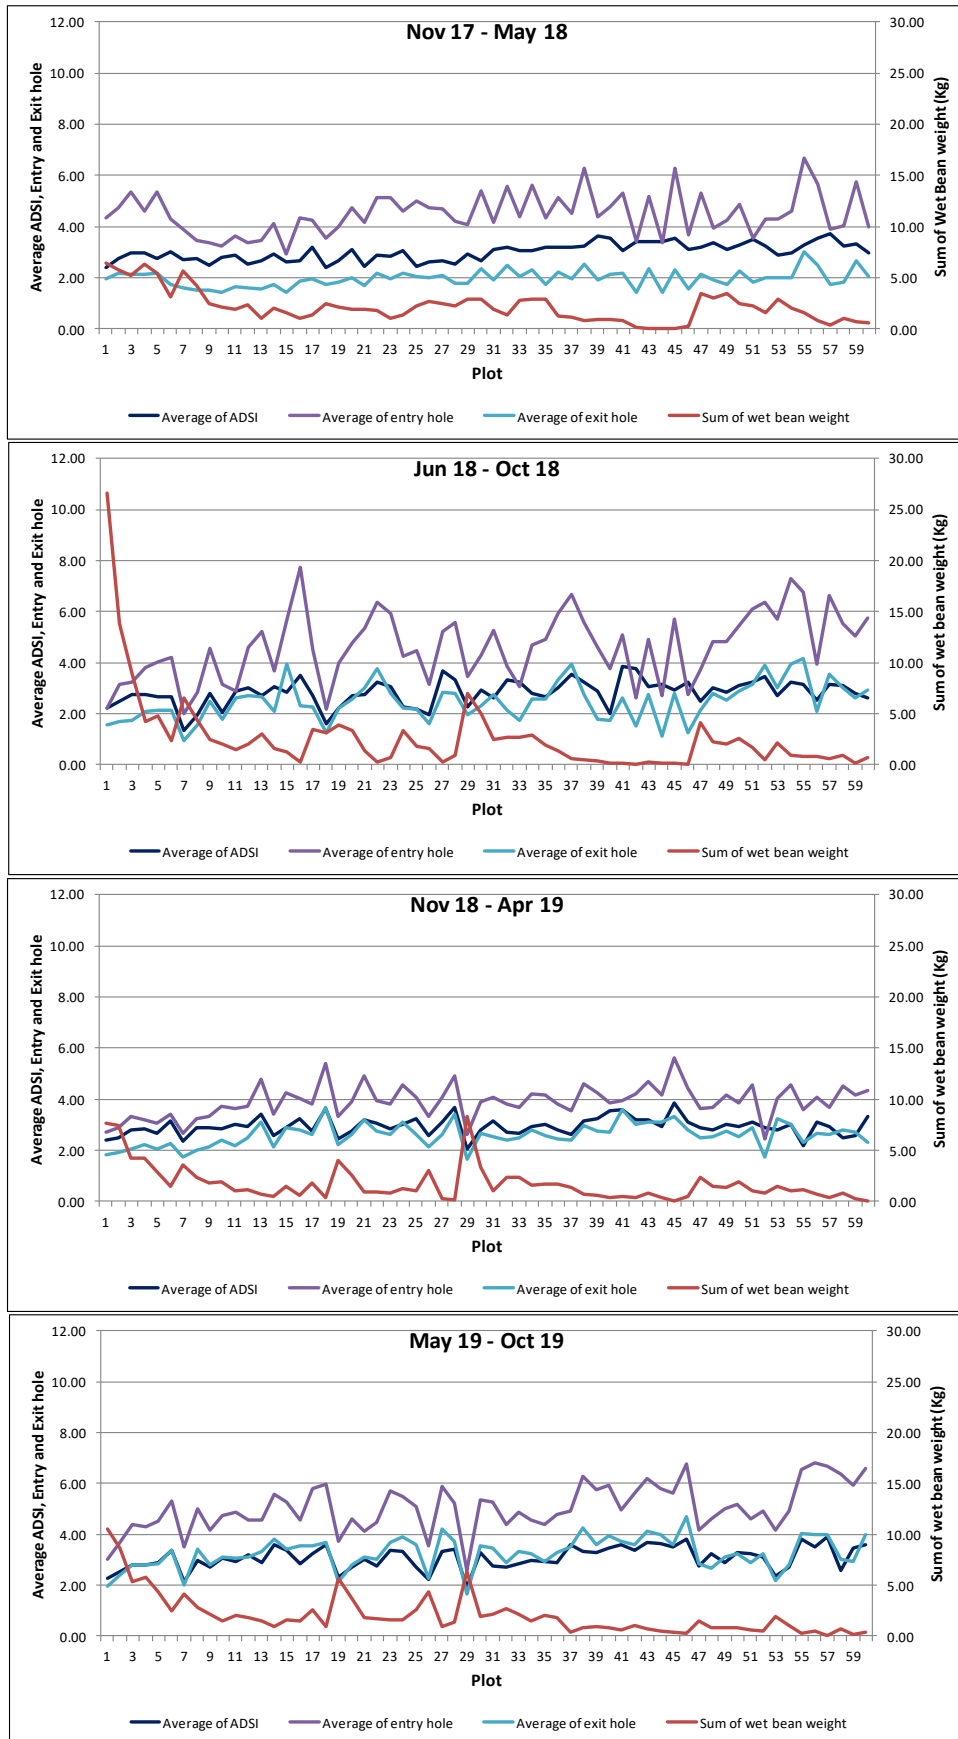 Nov 17 - May 18
12.00
10.00
8.00
6.00
4.00
2.00
0.00
Average ADSI, Entry and Exit hole
30.00
25.00
20.00
15.00
10.00
5.00
0.00
Sum of Wet Bean weight (Kg)
1 3 5 7 9 11 13 15 17 19 21 23 25 27 29 31 33 35 37 39 41 43 45 47 49 51 53 55 57 59
Plot
Average of ADSI Average of entry hole Average of exit hole Sum of wet bean weight
Jun 18 - Oct 18
12.00
10.00
8.00
6.00
4.00
2.00
0.00
Average ADSI, Entry and Exit hole
30.00
25.00
20.00
15.00
10.00
5.00
0.00
Sum of wet bean weight (Kg)
1 3 5 7 9 11 13 15 17 19 21 23 25 27 29 31 33 35 37 39 41 43 45 47 49 51 53 55 57 59
Plot
Average of ADSI Average of entry hole Average of exit hole Sum of wet bean weight
Nov 18 - Apr 19
12.00
10.00
8.00
6.00
4.00
2.00
0.00
Average ADSI, Entry and Exit hole
30.00
25.00
20.00
15.00
10.00
5.00
0.00
Sum of wet bean weight (Kg)
1 3 5 7 9 11 13 15 17 19 21 23 25 27 29 31 33 35 37 39 41 43 45 47 49 51 53 55 57 59
Plot
Average of ADSI Average of entry hole Average of exit hole Sum of wet bean weight
May 19 - Oct 19
12.00
10.00
8.00
6.00
4.00
2.00
0.00
Average ADSI, Entry and Exit hole
30.00
25.00
20.00
15.00
10.00
5.00
0.00
Sum of wet bean weight (Kg)
1 3 5 7 9 11 13 15 17 19 21 23 25 27 29 31 33 35 37 39 41 43 45 47 49 51 53 55 57 59
Plot
Average of ADSI Average of entry hole Average of exit hole Sum of wet bean weight